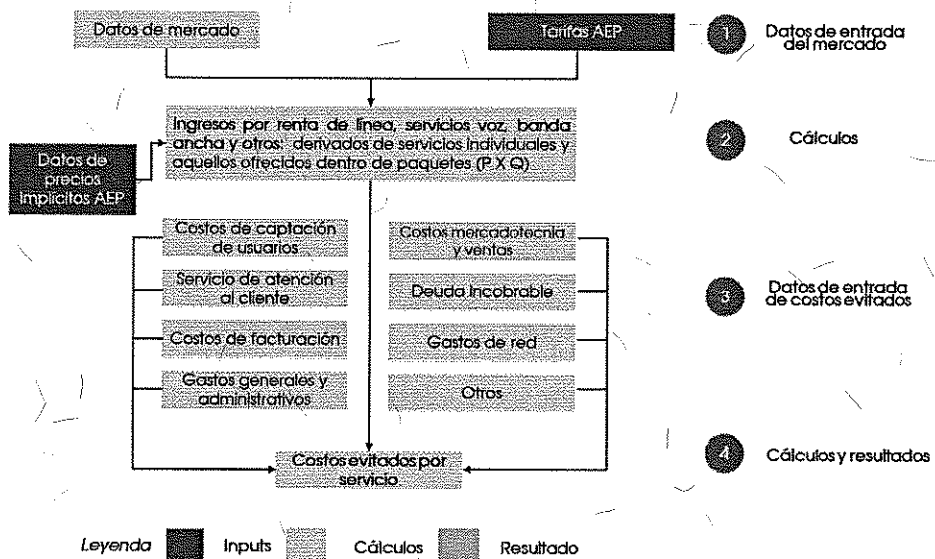 Datos de mercado
Tarifas AEP
1
Datos de entrada
del mercado
Ingresos por renta de línea, servicios voz, banda
ancha y otros: derivados de servicios individuales y
aquellos ofrecidos dentro de paquetes (P X Q)
2
Cálculos
Datos de
precios
implícitos AEP
Costos de captación
de usuarios
Costos mercadotecnia
y ventas
Servicio de atención
al cliente
Deuda incobrable
3
Datos de entrada
de costos evitados
Costos de facturación
Gastos de red
Gastos generales y
administrativos
Otros
Costos evitados por
servicio
4
Cálculos y resultados
Leyenda
Inputs
Cálculos
Resultado